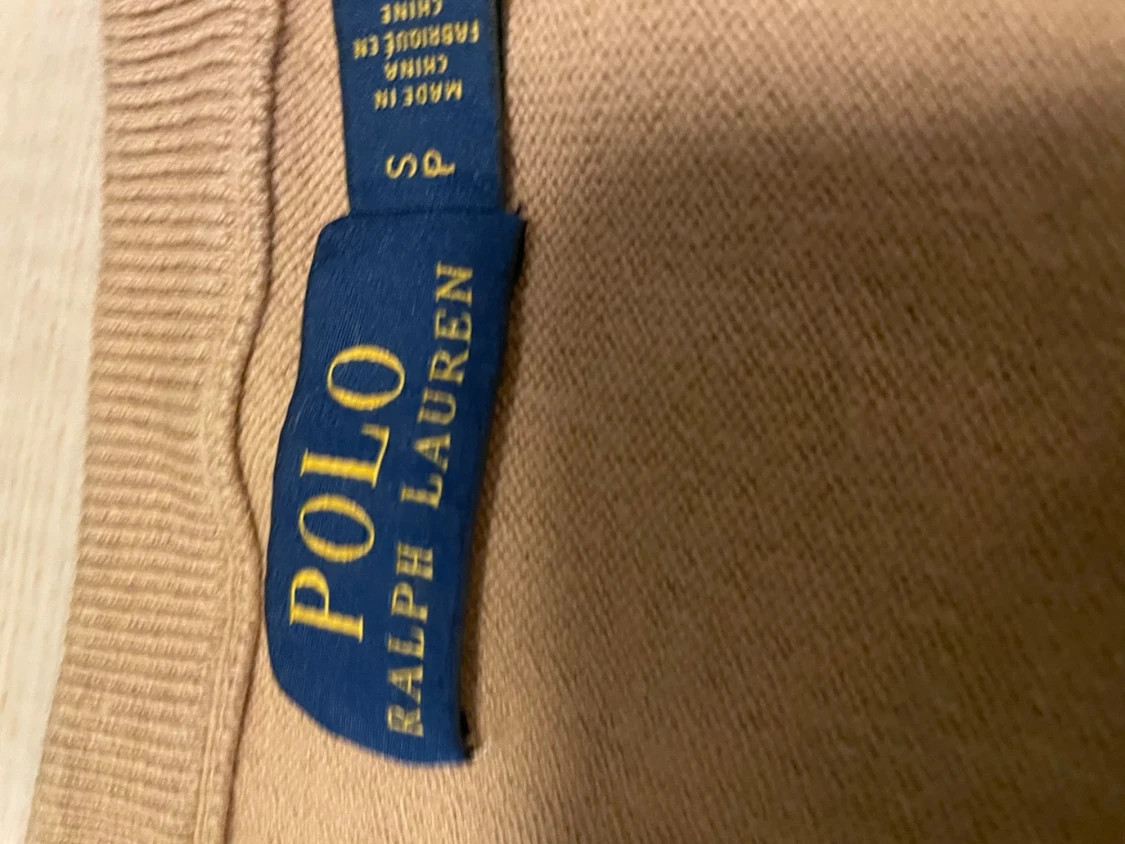 POLO
RALPH LAUREN
S
P
MADE IN
CHINA
FABRIQUÉ EN
CHINE